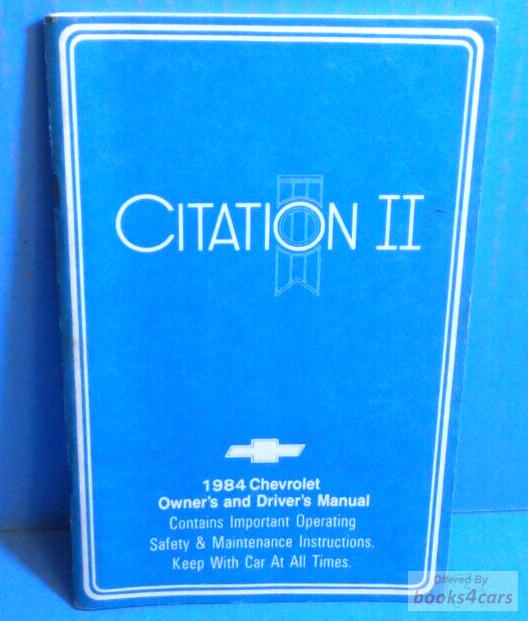 CITATION II
1984 Chevrolet
Owner's and Driver's Manual
Contains Important Operating
Safety & Maintenance Instructions.
Keep With Car At All Times.
Offered By
books4cars